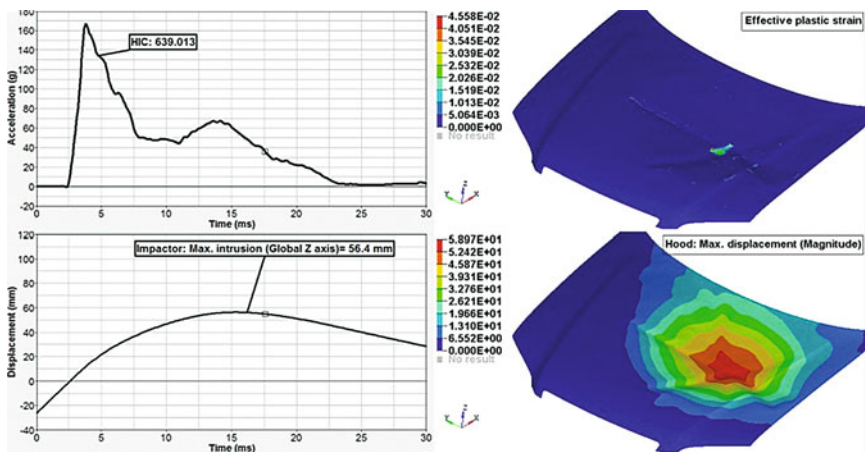 180
160
140
120
100
80
60
40
20
0
-20
Acceleration (g)
HIC: 639.013
0
5
10
15
20
25
30
Time (ms)
4.558E-02
4.051E-02
3.545E-02
3.039E-02
2.532E-02
2.026E-02
1.519E-02
1.013E-02
5.064E-03
0.000E+00
No result
Z
Y
X
Effective plastic strain
120
100
80
60
40
20
0
-20
-40
Displacement (mm)
Impactor: Max. intrusion (Global Z axis)= 56.4 mm
0
5
10
15
20
25
30
Time (ms)
5.897E+01
5.242E+01
4.587E+01
3.931E+01
3.276E+01
2.621E+01
1.966E+01
1.310E+01
6.552E+00
0.000E+00
No result
Z
Y
X
Hood: Max. displacement (Magnitude)